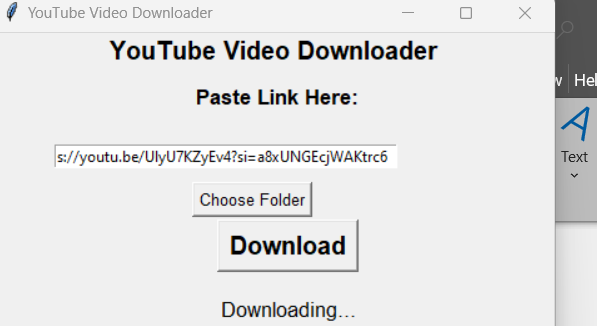 YouTube Video Downloader
YouTube Video Downloader
Paste Link Here:
s://youtu.be/UlyU7KZyEv4?si=a8xUNGEcjWAKtrc6
Choose Folder
Download
Downloading...
w Hel
Text